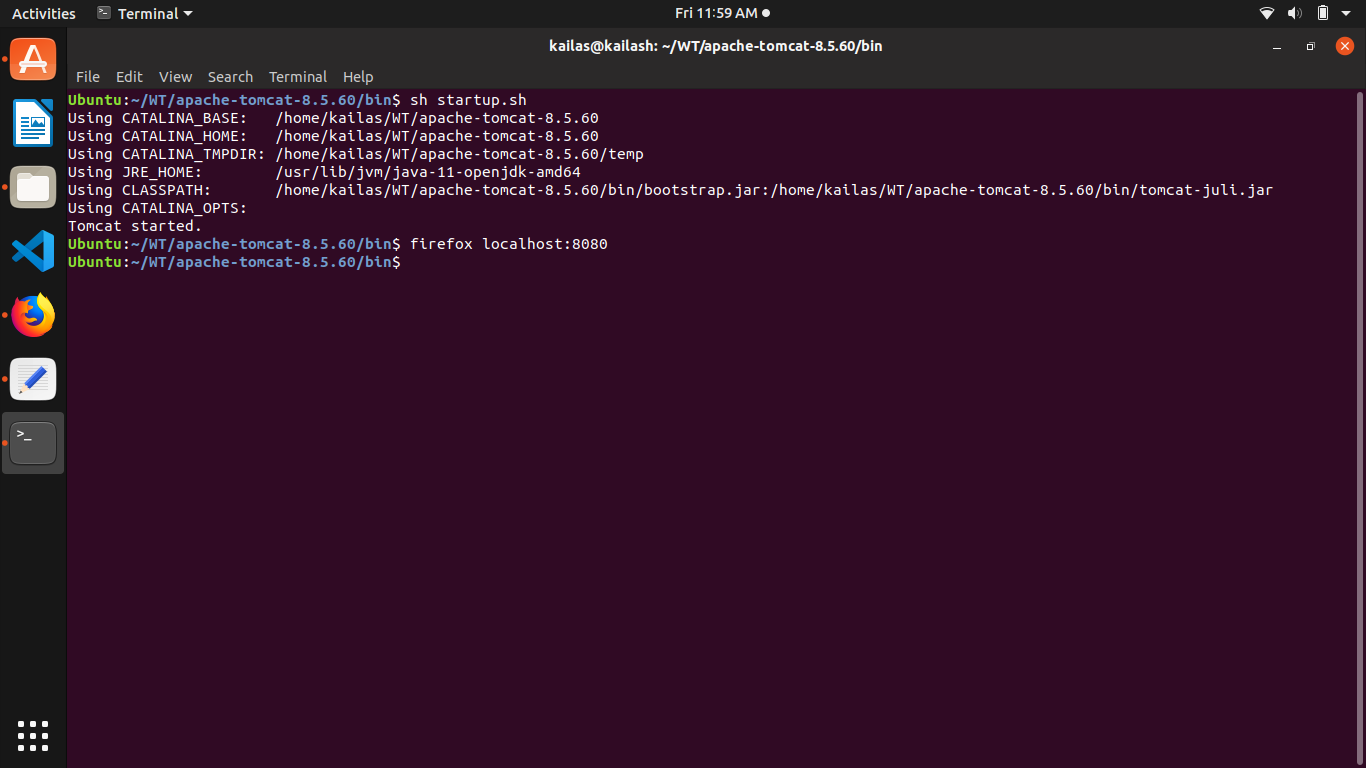 Activities Terminal Fri 11:59 AM
kailas@kailash: ~/WT/apache-tomcat-8.5.60/bin
File Edit View Search Terminal Help
Ubuntu:~/WT/apache-tomcat-8.5.60/bin$ sh startup.sh
Using CATALINA_BASE:   /home/kailas/WT/apache-tomcat-8.5.60
Using CATALINA_HOME:   /home/kailas/WT/apache-tomcat-8.5.60
Using CATALINA_TMPDIR: /home/kailas/WT/apache-tomcat-8.5.60/temp
Using JRE_HOME:        /usr/lib/jvm/java-11-openjdk-amd64
Using CLASSPATH:       /home/kailas/WT/apache-tomcat-8.5.60/bin/bootstrap.jar:/home/kailas/WT/apache-tomcat-8.5.60/bin/tomcat-juli.jar
Using CATALINA_OPTS:
Tomcat started.
Ubuntu:~/WT/apache-tomcat-8.5.60/bin$ firefox localhost:8080
Ubuntu:~/WT/apache-tomcat-8.5.60/bin$